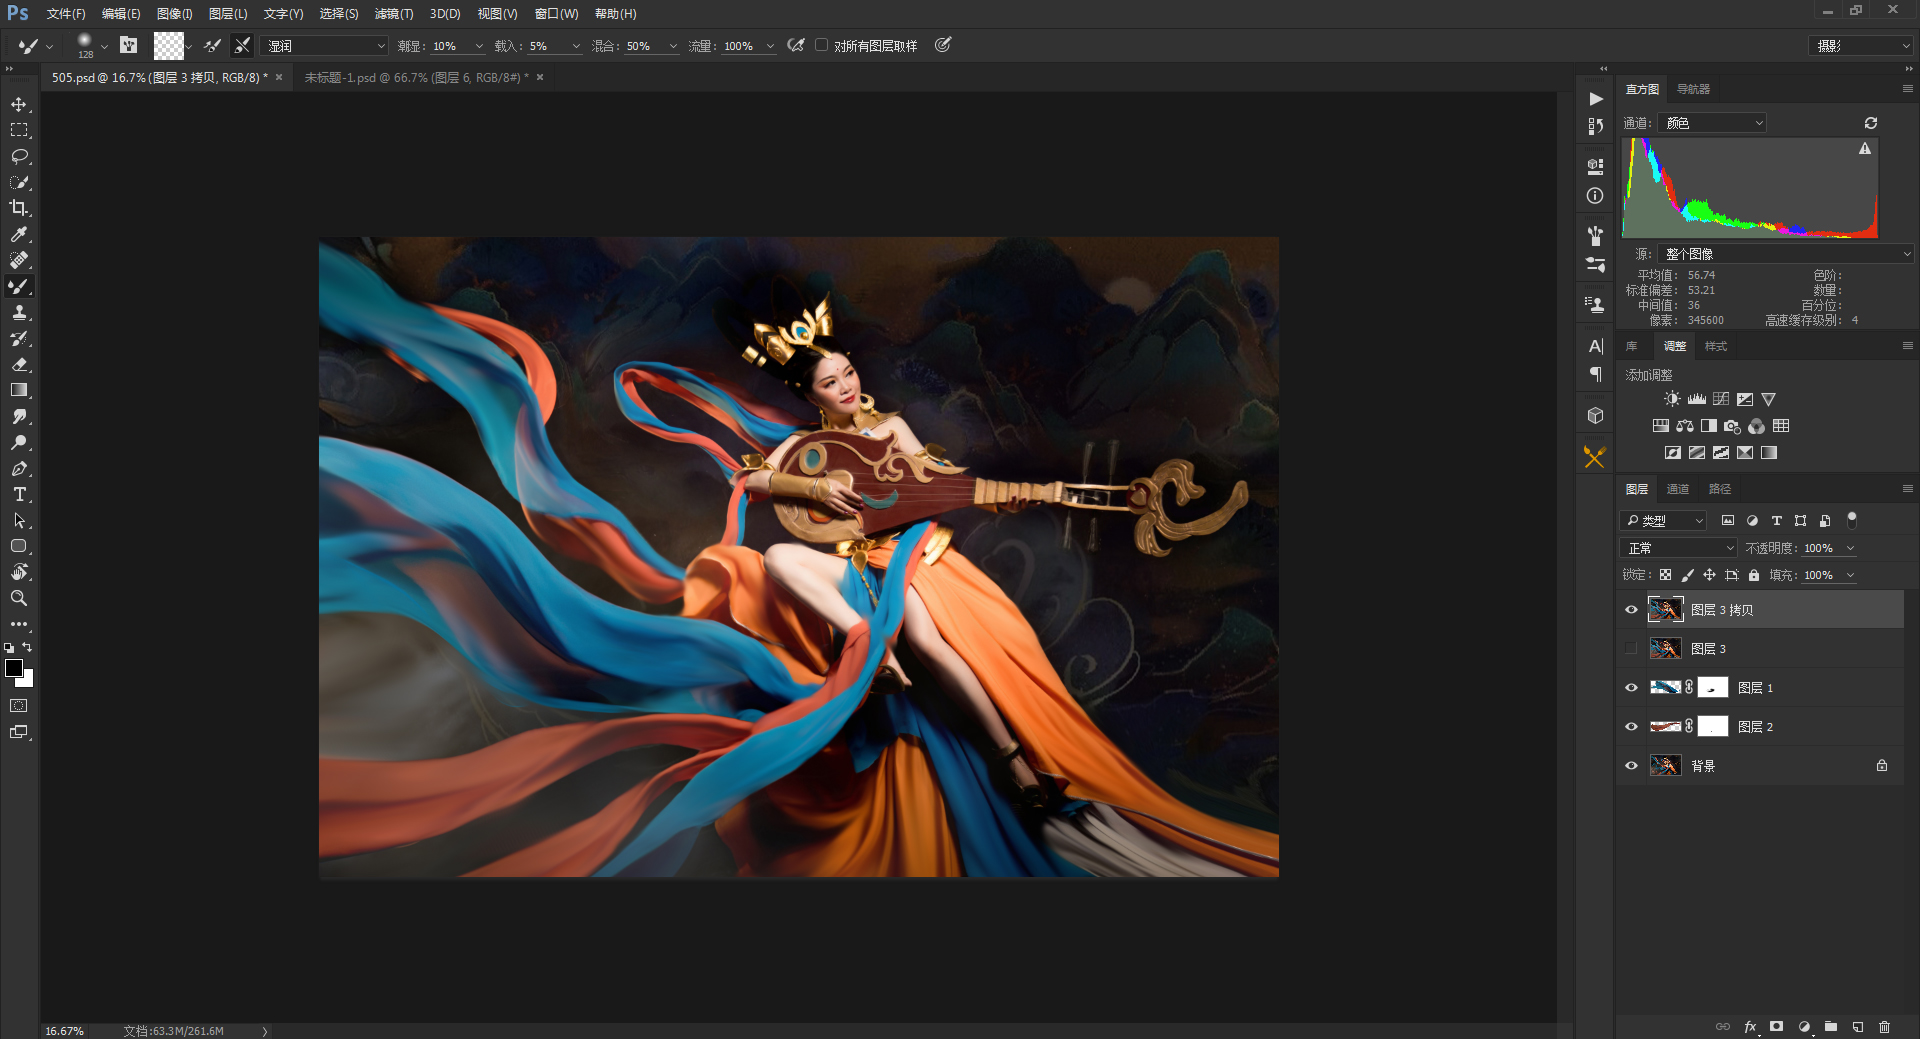 Ps 文件(F) 编辑(E) 图像(I) 图层(L) 文字(Y) 选择(S) 滤镜(T) 3D(D) 视图(V) 窗口(W) 帮助(H)
128 湿润 潮湿: 10% 载入: 5% 混合: 50% 流量: 100% 对所有图层取样 摄影
505.psd @ 16.7% (图层 3 拷贝, RGB/8) * × 未标题-1.psd @ 66.7% (图层 6, RGB/8#) * ×
直方图 导航器
通道: 颜色
源: 整个图像
平均值: 56.74 色阶:
标准偏差: 53.21 数量:
中间值: 36 百分位:
像素: 345600 高速缓存级别: 4
库 调整 样式
添加调整
图层 通道 路径
类型
正常 不透明度: 100%
锁定: 填充: 100%
图层 3 拷贝
图层 3
图层 1
图层 2
背景
16.67% 文档:63.3M/261.6M
fx